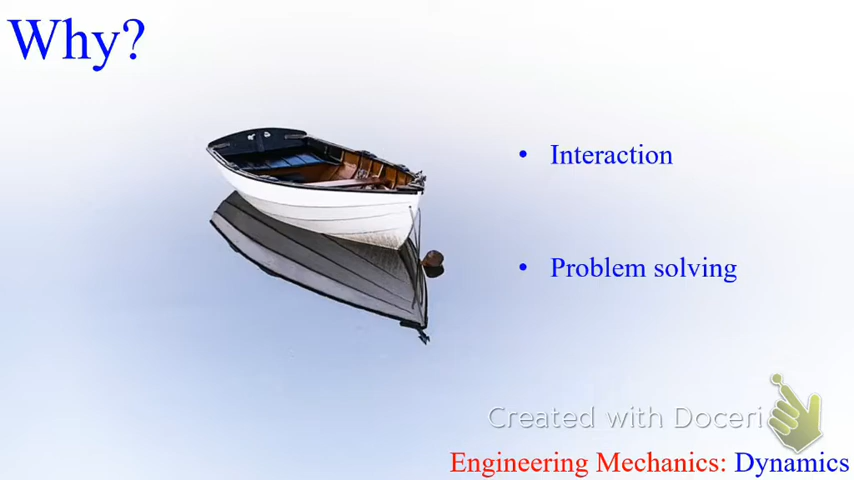 Why?
• Interaction
• Problem solving
Created with Doceri
Engineering Mechanics: Dynamics